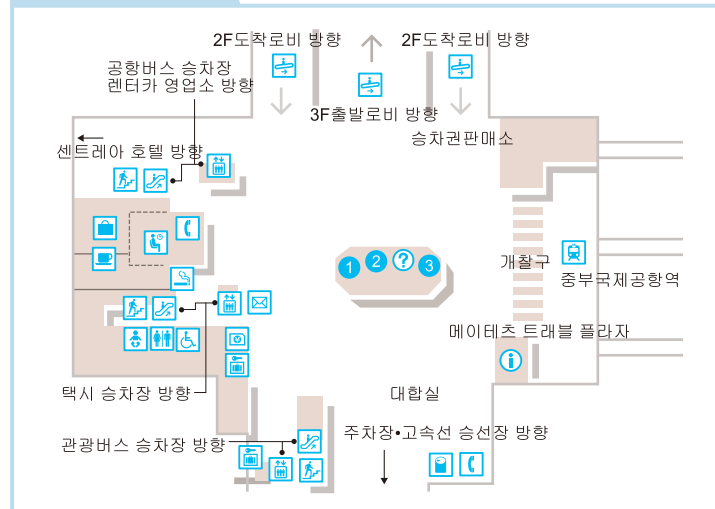 2F도착로비 방향
2F도착로비 방향
공항버스 승차장
렌터카 영업소 방향
3F출발로비 방향
승차권판매소
센트레아 호텔 방향
1
2
?
3
개찰구
중부국제공항역
메이테츠 트래블 플라자
i
택시 승차장 방향
대합실
주차장•고속선 승선장 방향
관광버스 승차장 방향